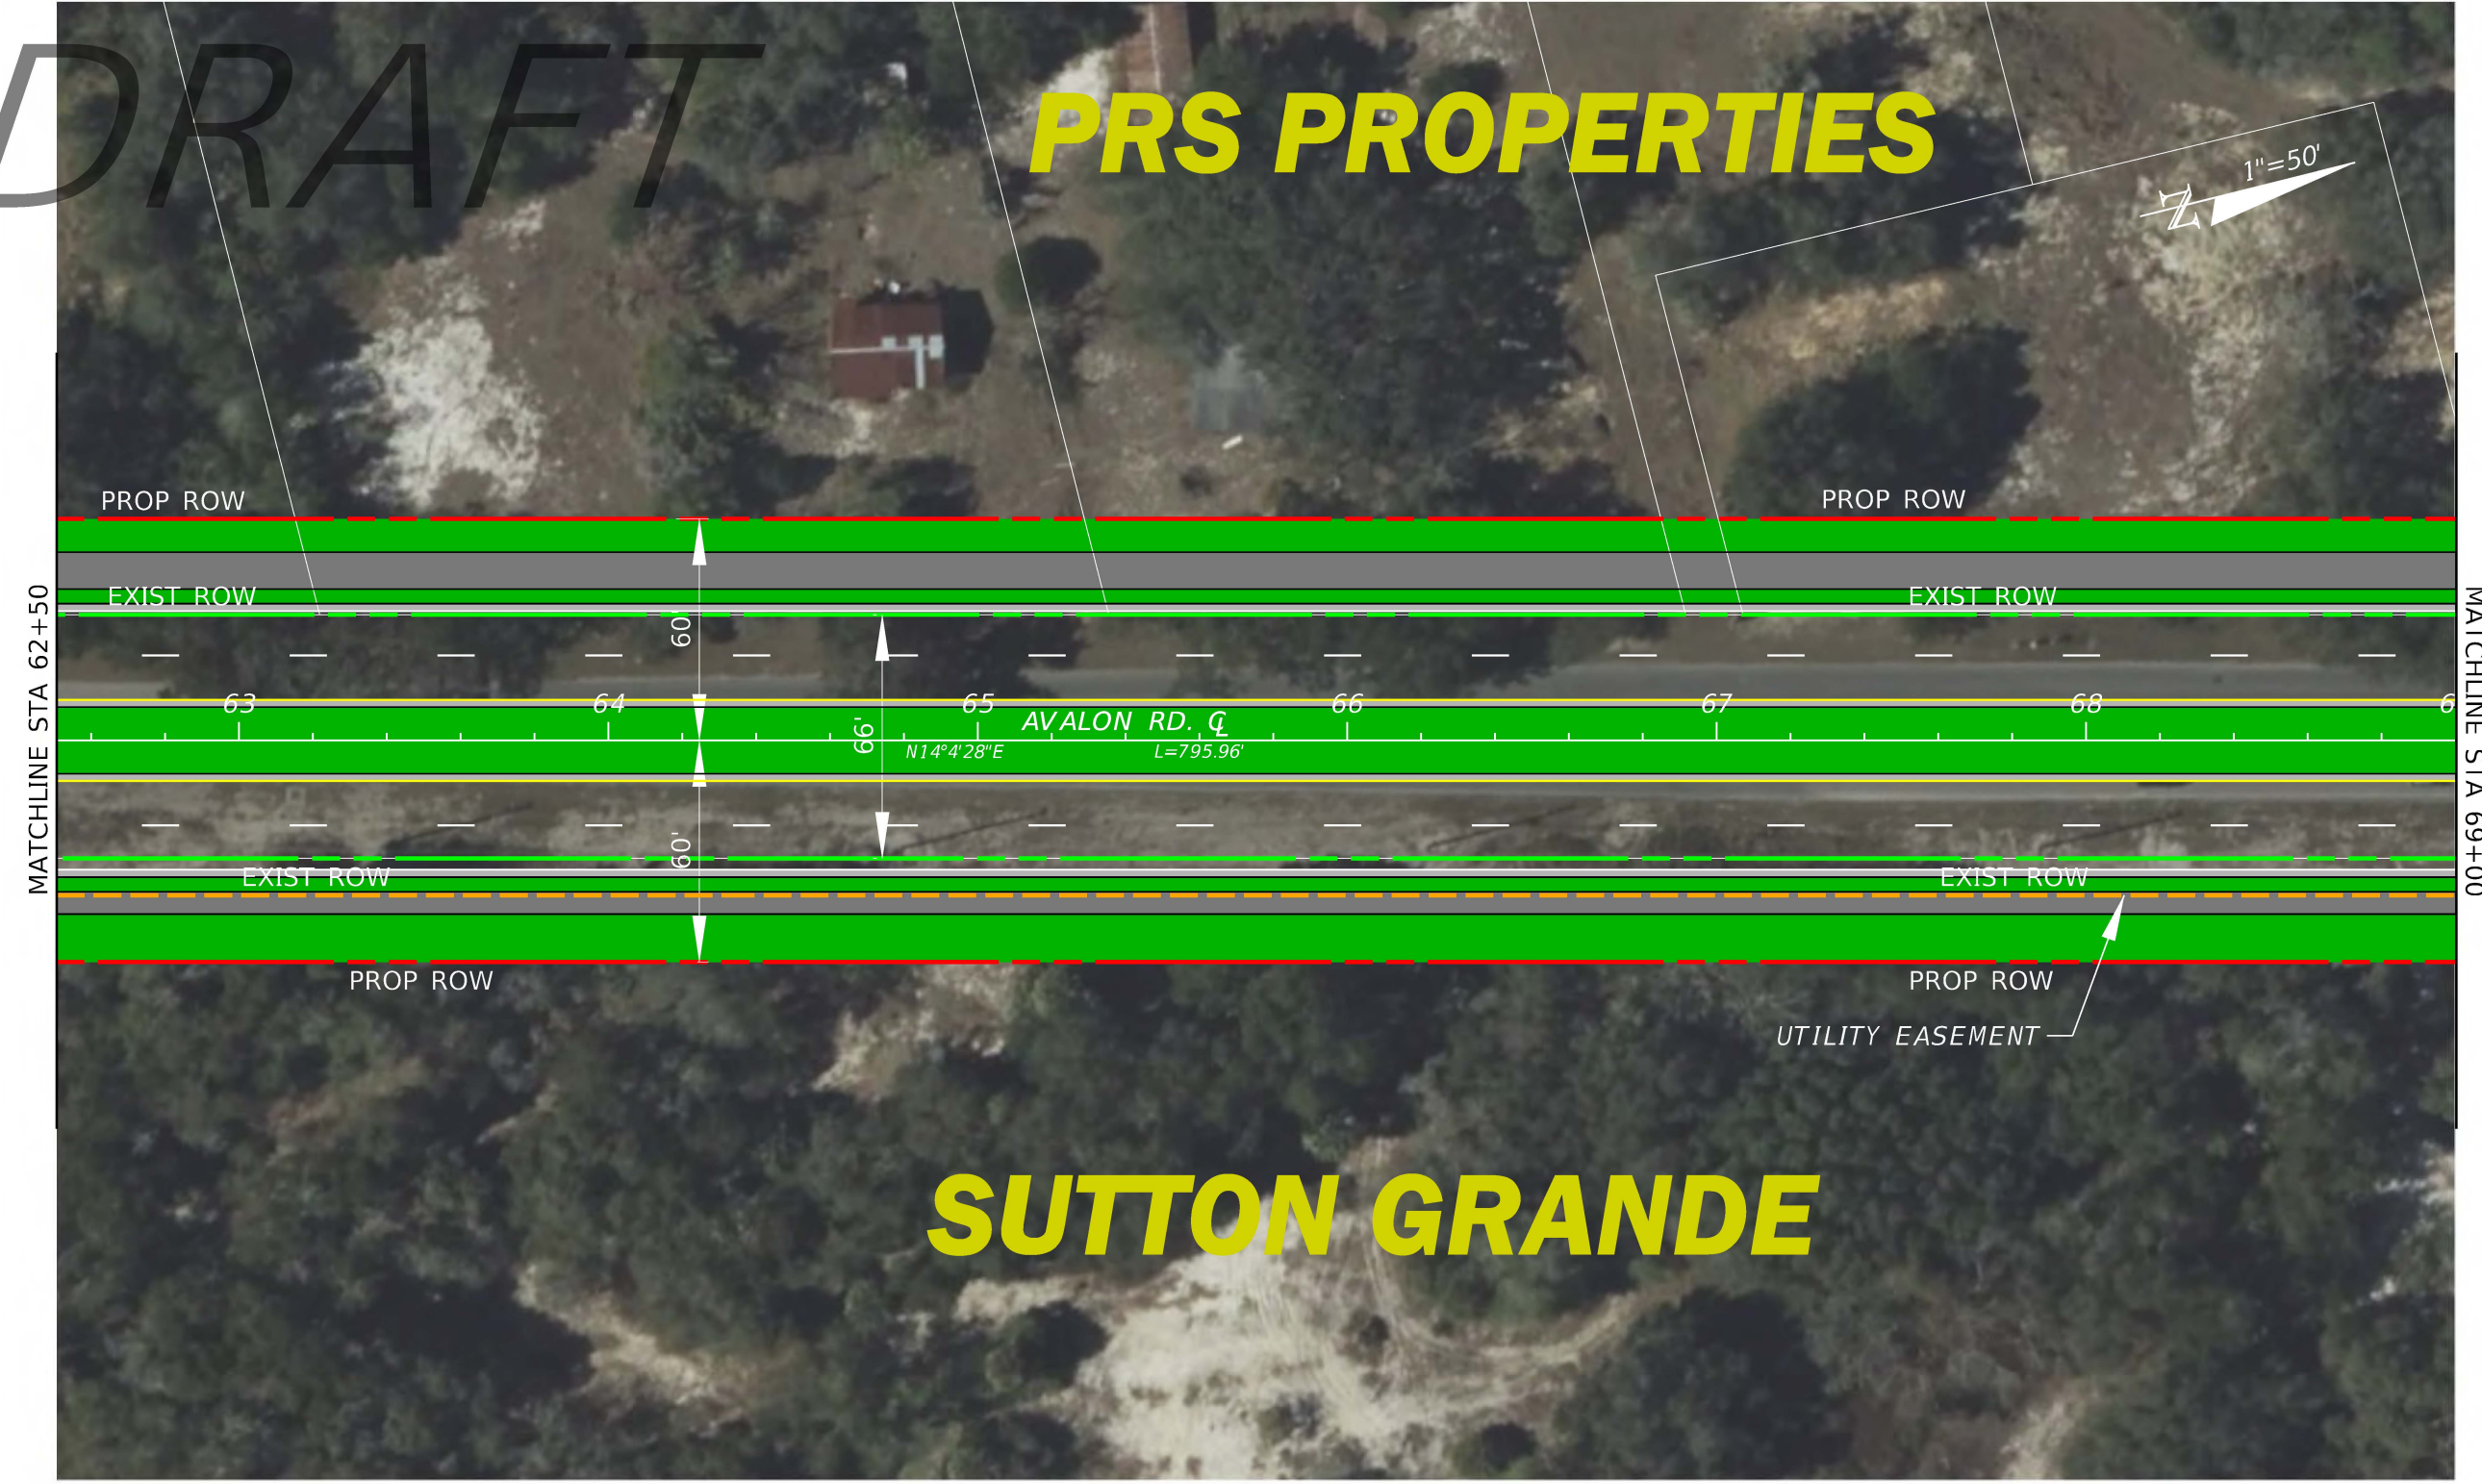 DRAFT
PRS PROPERTIES
1"=50'
N
PROP ROW
PROP ROW
EXIST ROW
EXIST ROW
MATCHLINE STA 62+50
MATCHLINE STA 69+00
60'
63
64
65
66
67
68
6
AVALON RD. ℄
66'
N14°4'28"E
L=795.96'
60'
EXIST ROW
EXIST ROW
PROP ROW
PROP ROW
UTILITY EASEMENT
SUTTON GRANDE